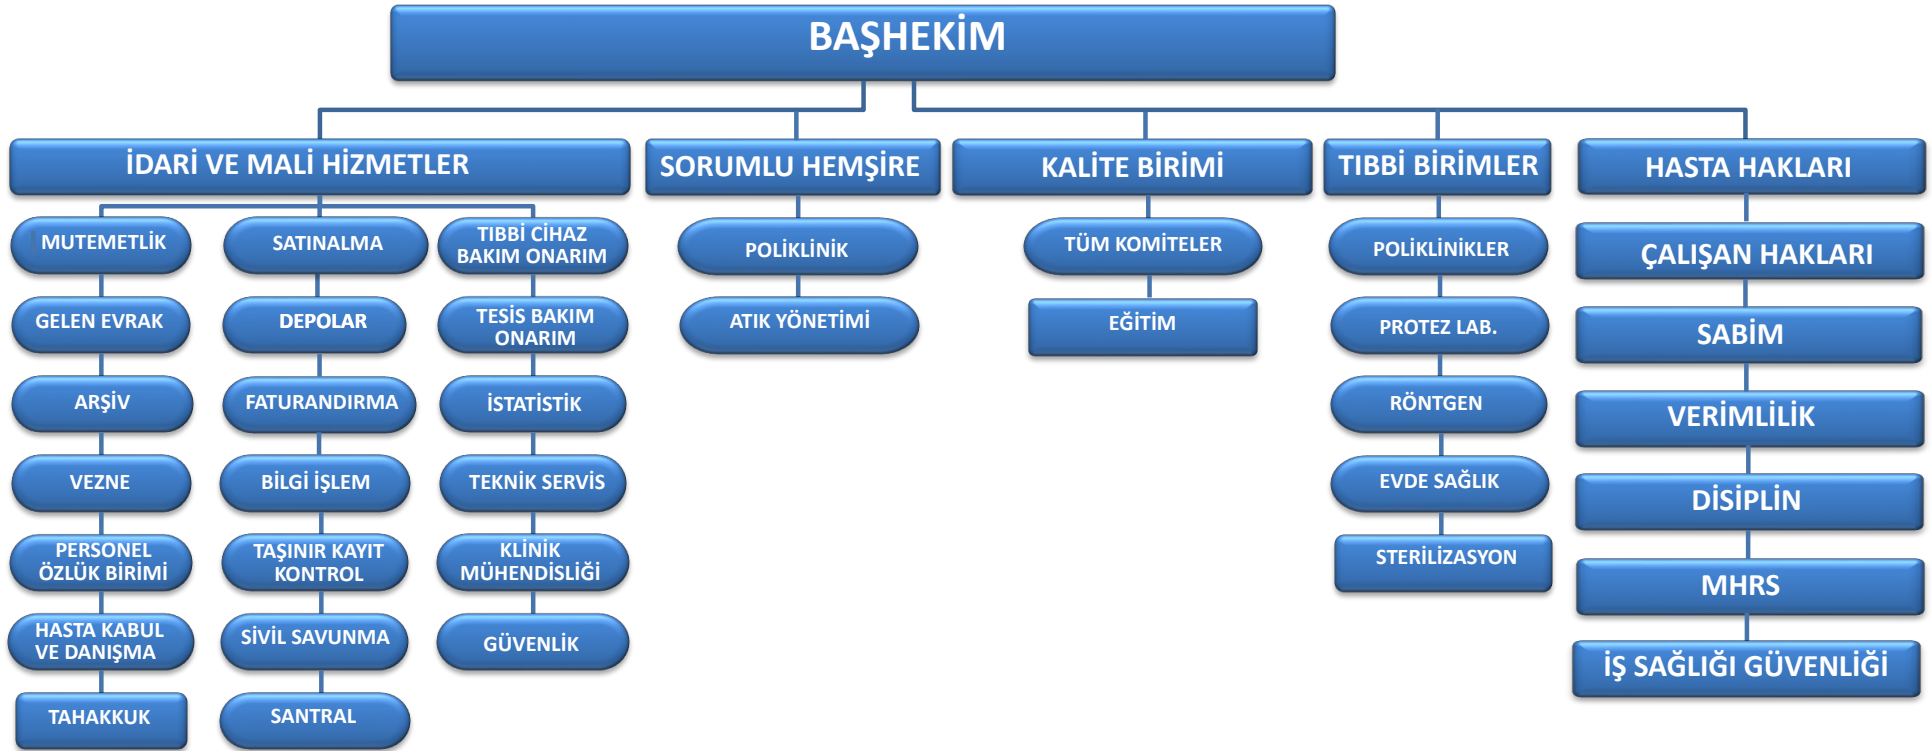 BAŞHEKİM
İDARİ VE MALİ HİZMETLER
MUTEMETLİK
GELEN EVRAK
ARŞİV
VEZNE
PERSONEL
ÖZLÜK BİRİMİ
HASTA KABUL
VE DANIŞMA
TAHAKKUK
SATINALMA
DEPOLAR
FATURANDIRMA
BİLGİ İŞLEM
TAŞINIR KAYIT
KONTROL
SİVİL SAVUNMA
SANTRAL
TIBBİ CİHAZ
BAKIM ONARIM
TESİS BAKIM
ONARIM
İSTATİSTİK
TEKNİK SERVİS
KLİNİK
MÜHENDİSLİĞİ
GÜVENLİK
SORUMLU HEMŞİRE
POLİKLİNİK
ATIK YÖNETİMİ
KALİTE BİRİMİ
TÜM KOMİTELER
EĞİTİM
TIBBİ BİRİMLER
POLİKLİNİKLER
PROTEZ LAB.
RÖNTGEN
EVDE SAĞLIK
STERİLİZASYON
HASTA HAKLARI
ÇALIŞAN HAKLARI
SABİM
VERİMLİLİK
DİSİPLİN
MHRS
İŞ SAĞLIĞI GÜVENLİĞİ